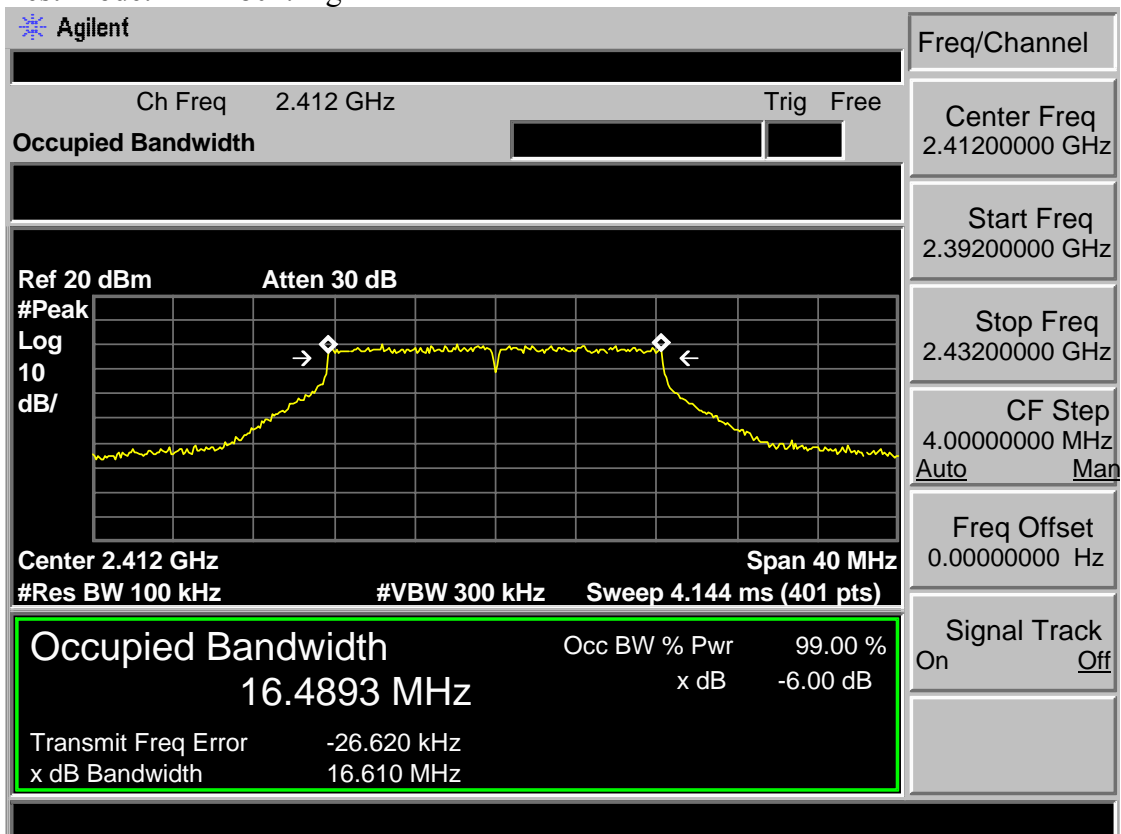 Agilent
Freq/Channel
Ch Freq 2.412 GHz Trig Free
Occupied Bandwidth
Center Freq
2.41200000 GHz
Start Freq
2.39200000 GHz
Stop Freq
2.43200000 GHz
CF Step
4.00000000 MHz
Auto Man
Freq Offset
0.00000000 Hz
Signal Track
On Off
Ref 20 dBm Atten 30 dB
#Peak
Log
10
dB/
Center 2.412 GHz Span 40 MHz
#Res BW 100 kHz #VBW 300 kHz Sweep 4.144 ms (401 pts)
Occupied Bandwidth Occ BW % Pwr 99.00 %
16.4893 MHz x dB -6.00 dB
Transmit Freq Error -26.620 kHz
x dB Bandwidth 16.610 MHz